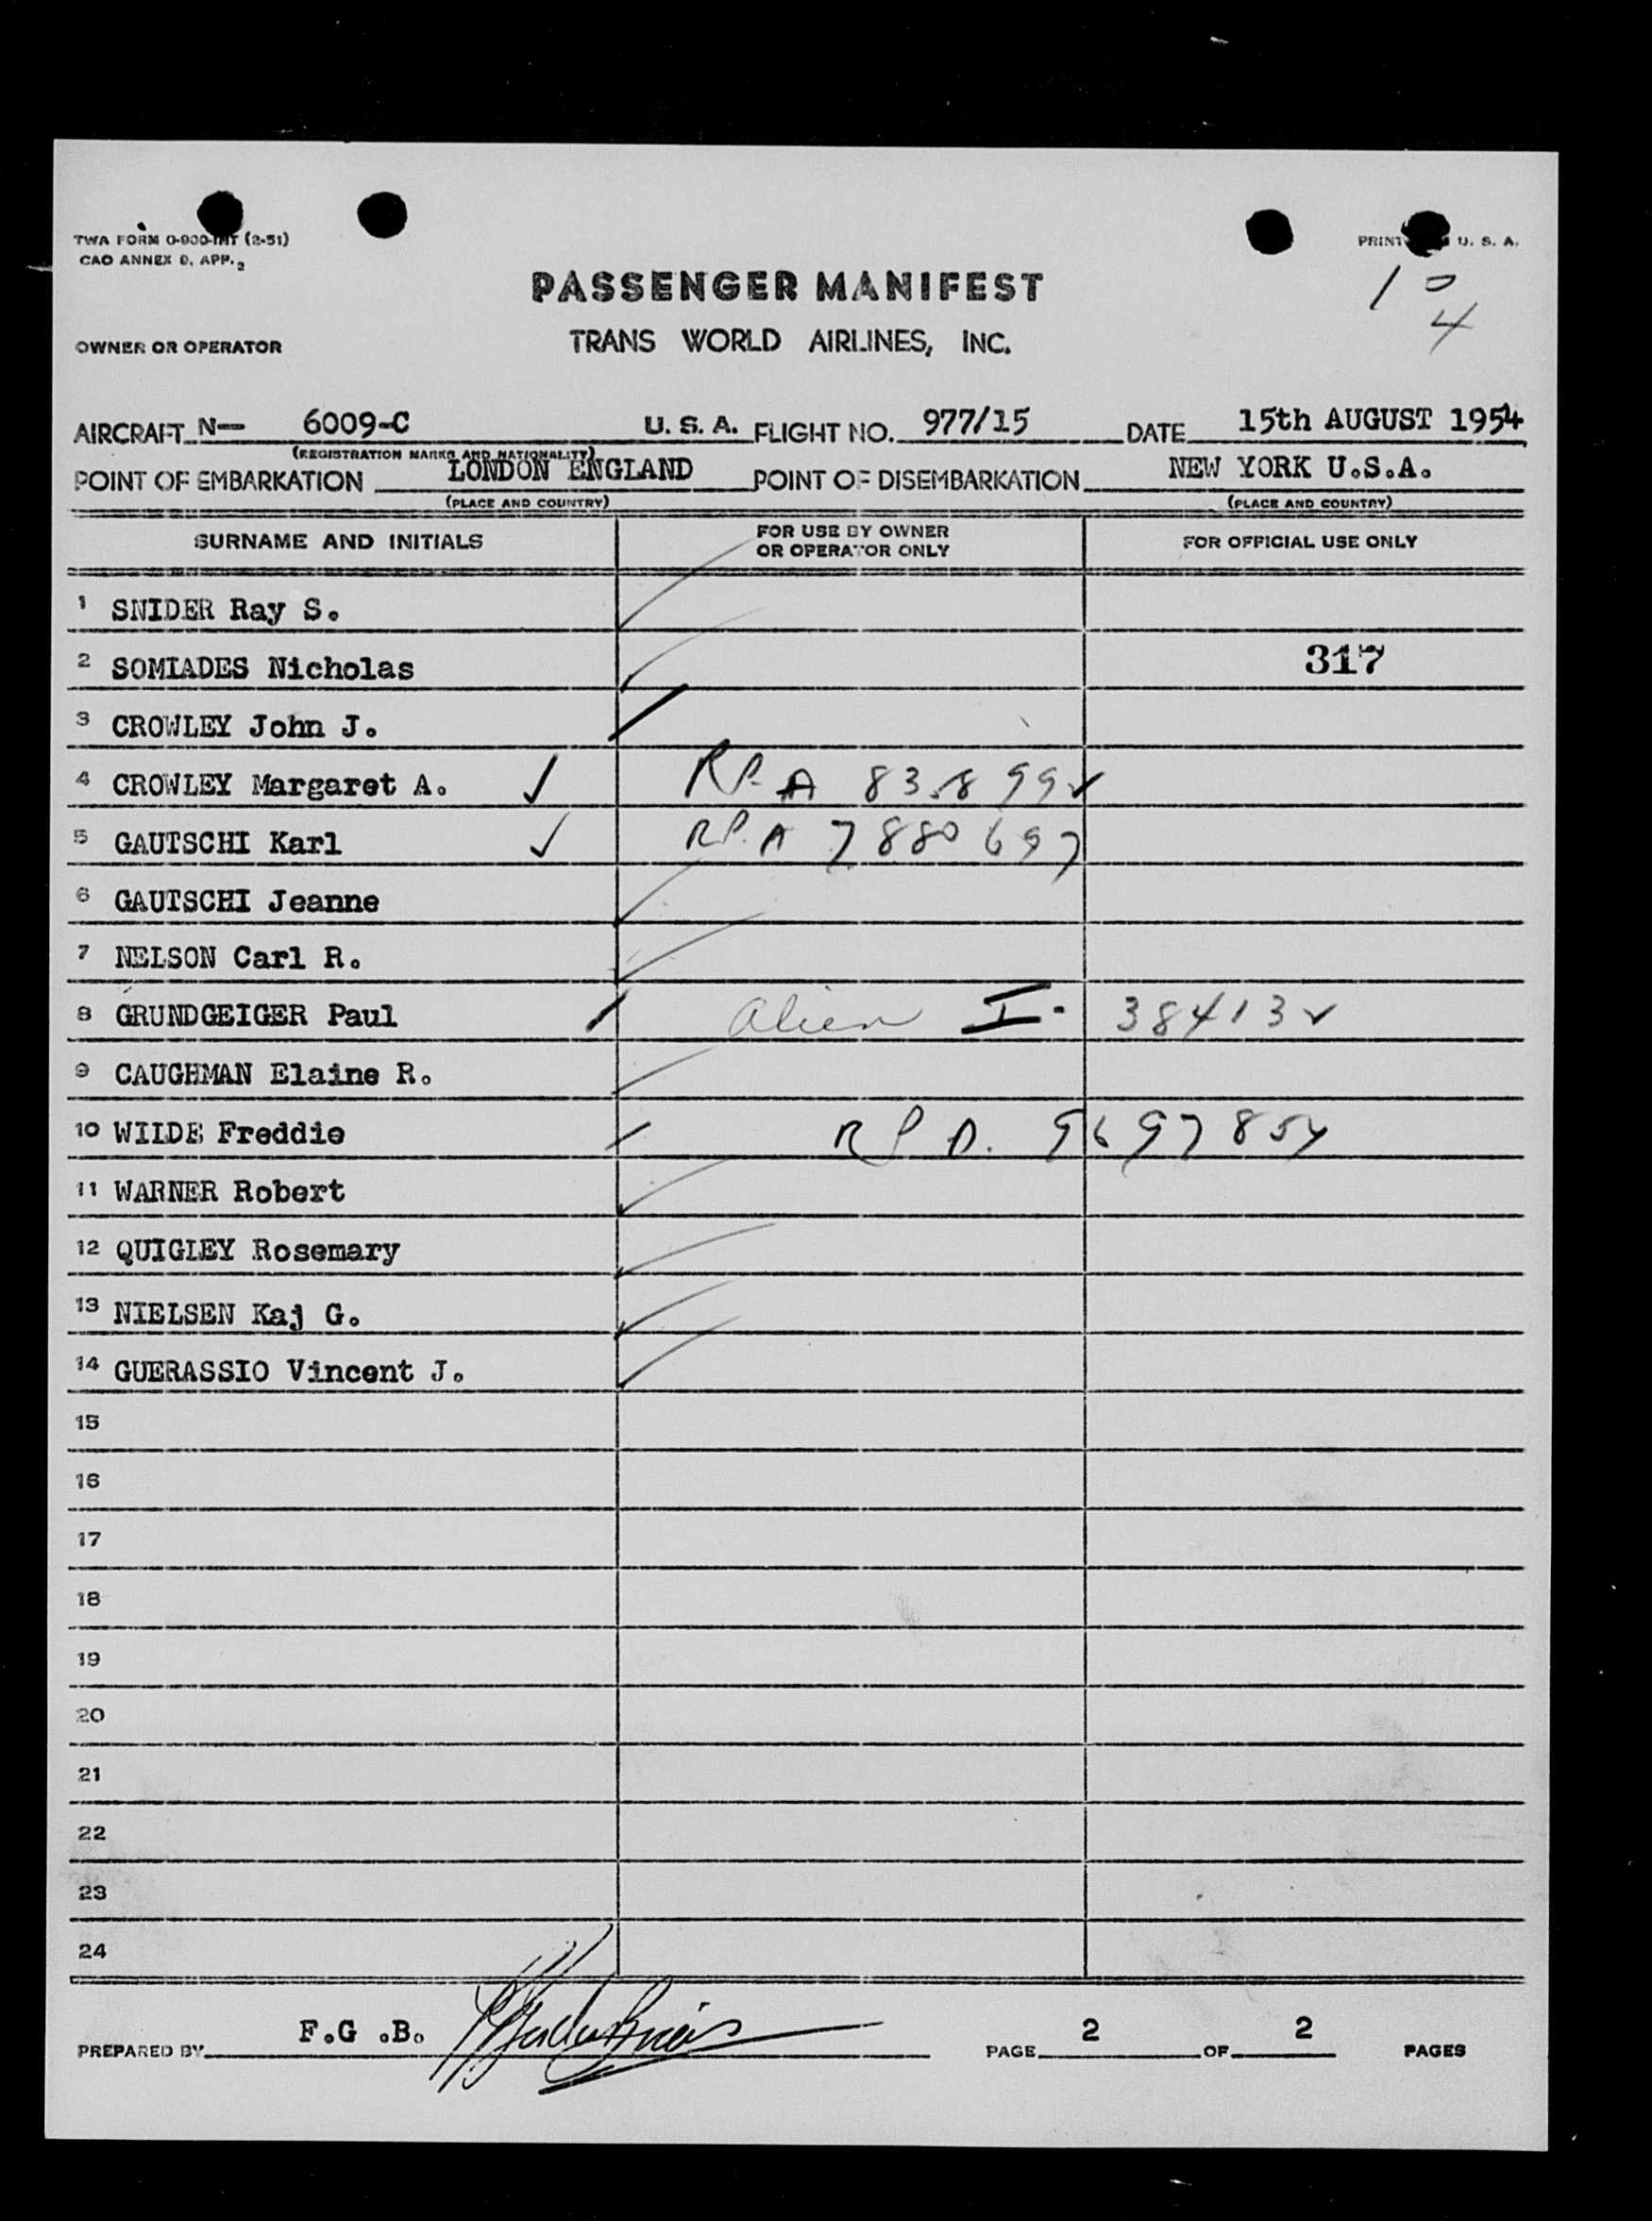 TWA FORM O-900-INT (2-51)
CAO ANNEX 9, APP. 2
PRINT U. S. A.
PASSENGER MANIFEST
OWNER OR OPERATOR
TRANS WORLD AIRLINES, INC.
AIRCRAFT N— 6009-C U. S. A. FLIGHT NO. 977/15 DATE 15th AUGUST 1954
(REGISTRATION MARKS AND NATIONALITY)
POINT OF EMBARKATION LONDON ENGLAND POINT OF DISEMBARKATION NEW YORK U.S.A.
(PLACE AND COUNTRY) (PLACE AND COUNTRY)
SURNAME AND INITIALS FOR USE BY OWNER OR OPERATOR ONLY FOR OFFICIAL USE ONLY
1 SNIDER Ray S.
2 SOMIADES Nicholas 317
3 CROWLEY John J.
4 CROWLEY Margaret A. ✓ RP-A
5 GAUTSCHI Karl ✓ RP.A 7880697
6 GAUTSCHI Jeanne
7 NELSON Carl R.
8 GRUNDGEIGER Paul alien I- 384132
9 CAUGHMAN Elaine R.
10 WILDE Freddie
11 WARNER Robert
12 QUIGLEY Rosemary
13 NIELSEN Kaj G.
14 GUERASSIO Vincent J.
15
16
17
18
19
20
21
22
23
24
PREPARED BY F.G .B. PAGE 2 OF 2 PAGES